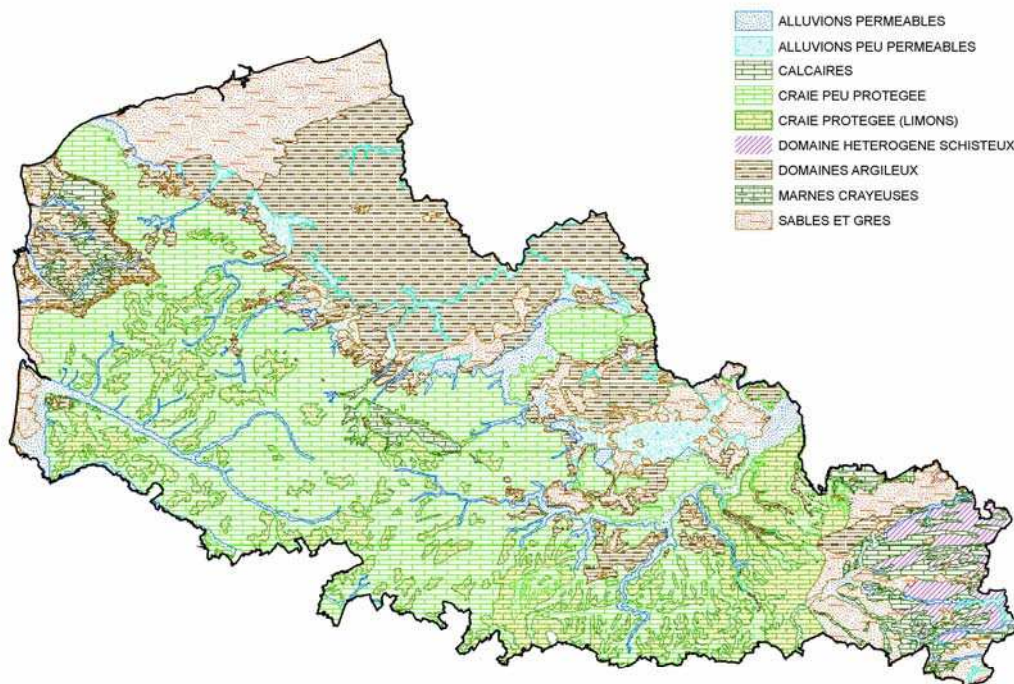 ALLUVIONS PERMEABLES
ALLUVIONS PEU PERMEABLES
CALCAIRES
CRAIE PEU PROTEGEE
CRAIE PROTEGEE (LIMONS)
DOMAINE HETEROGENE SCHISTEUX
DOMAINES ARGILEUX
MARNES CRAYEUSES
SABLES ET GRES